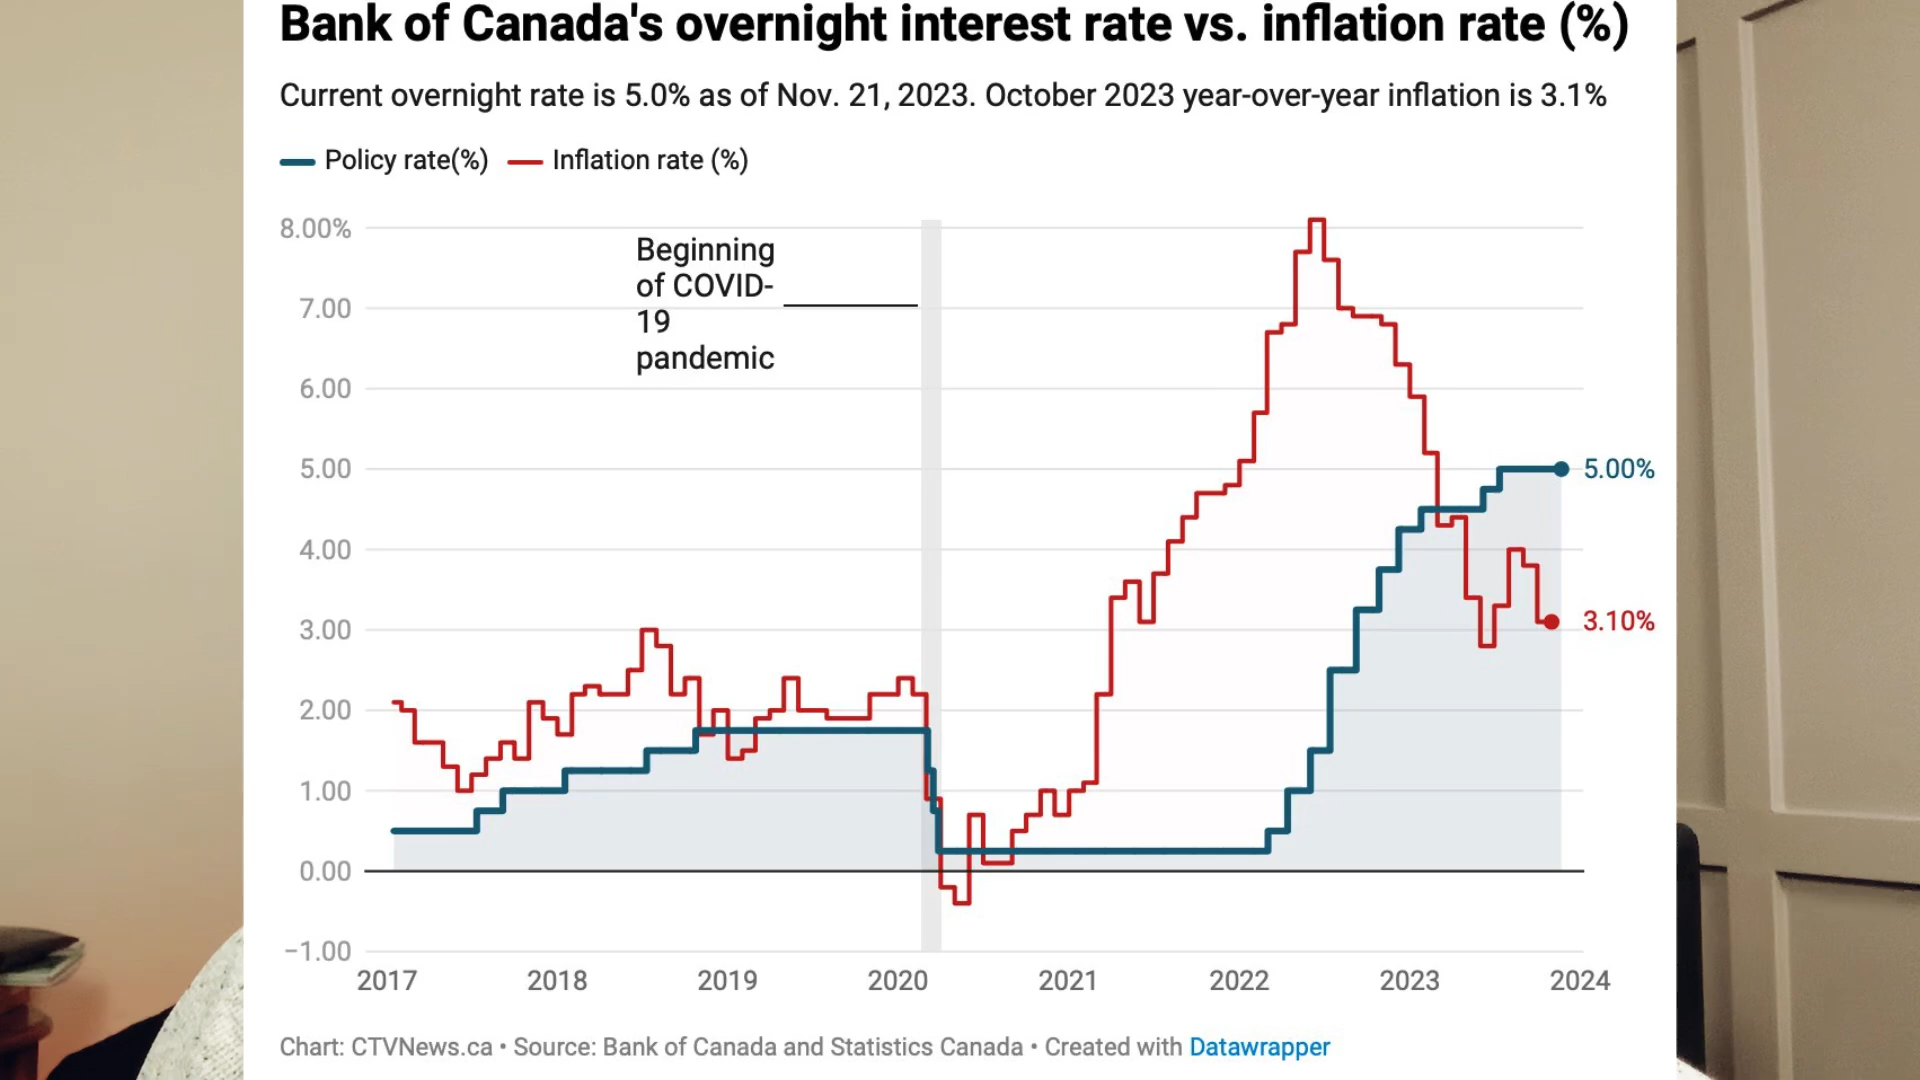 Bank of Canada's overnight interest rate vs. inflation rate (%)
Current overnight rate is 5.0% as of Nov. 21, 2023. October 2023 year-over-year inflation is 3.1%
Policy rate(%) Inflation rate (%)
8.00%
Beginning
of COVID-
19
pandemic
7.00
6.00
5.00
5.00%
4.00
3.00
3.10%
2.00
1.00
0.00
−1.00
2017 2018 2019 2020 2021 2022 2023 2024
Chart: CTVNews.ca • Source: Bank of Canada and Statistics Canada • Created with Datawrapper